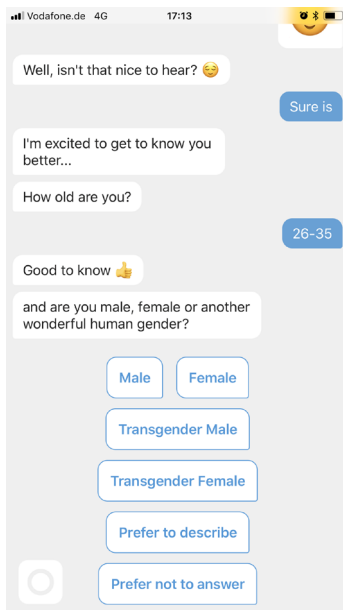 Vodafone.de 4G 17:13
Well, isn't that nice to hear? 😌
Sure is
I'm excited to get to know you
better...
How old are you?
26-35
Good to know 👍
and are you male, female or another
wonderful human gender?
Male Female
Transgender Male
Transgender Female
Prefer to describe
Prefer not to answer